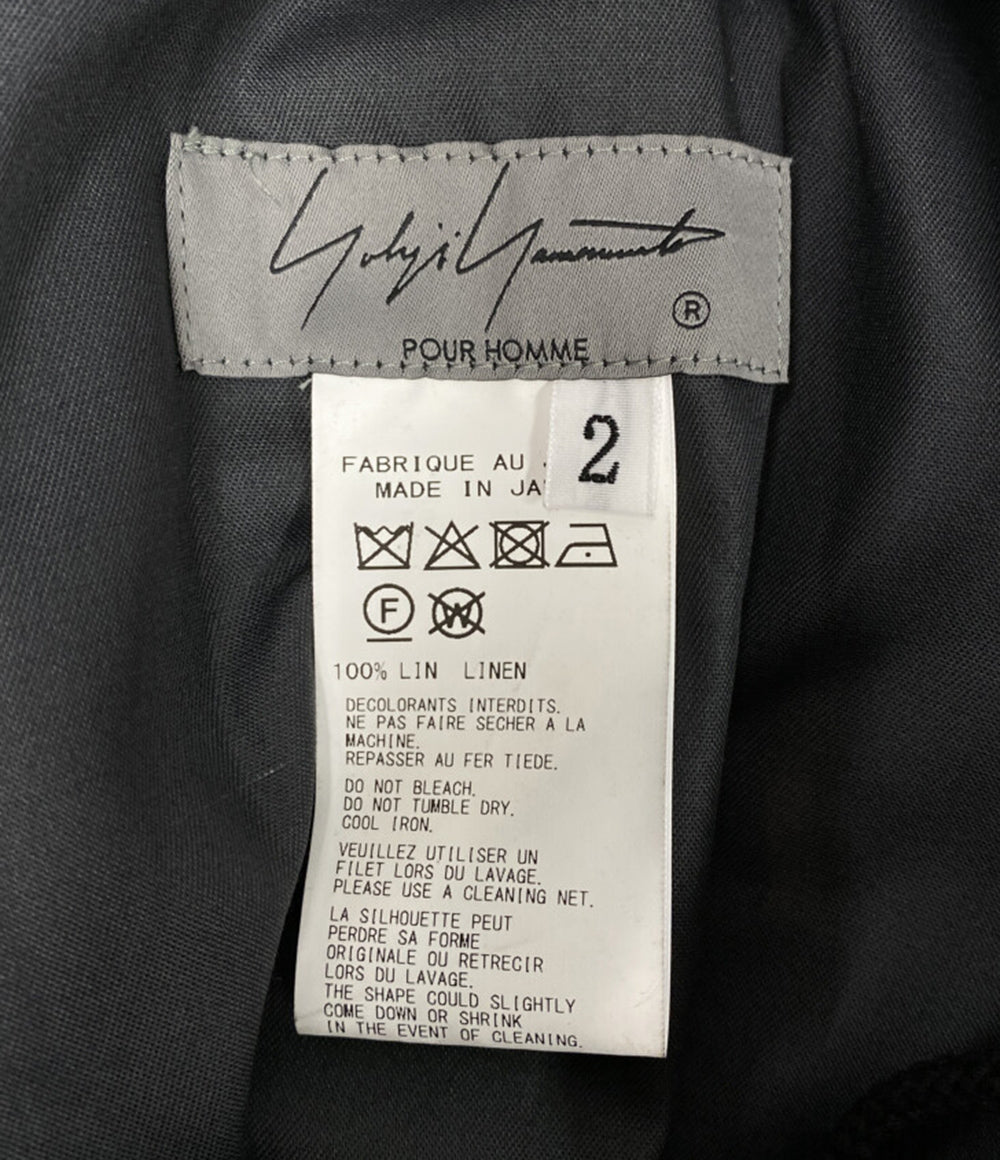 Yohji Yamamoto
®
POUR HOMME
2
FABRIQUE AU
MADE IN JA
F
W
100% LIN LINEN
DECOLORANTS INTERDITS.
NE PAS FAIRE SECHER A LA
MACHINE.
REPASSER AU FER TIEDE.
DO NOT BLEACH.
DO NOT TUMBLE DRY.
COOL IRON.
VEUILLEZ UTILISER UN
FILET LORS DU LAVAGE.
PLEASE USE A CLEANING NET.
LA SILHOUETTE PEUT
PERDRE SA FORME
ORIGINALE OU RETRECIR
LORS DU LAVAGE.
THE SHAPE COULD SLIGHTLY
COME DOWN OR SHRINK
IN THE EVENT OF CLEANING.